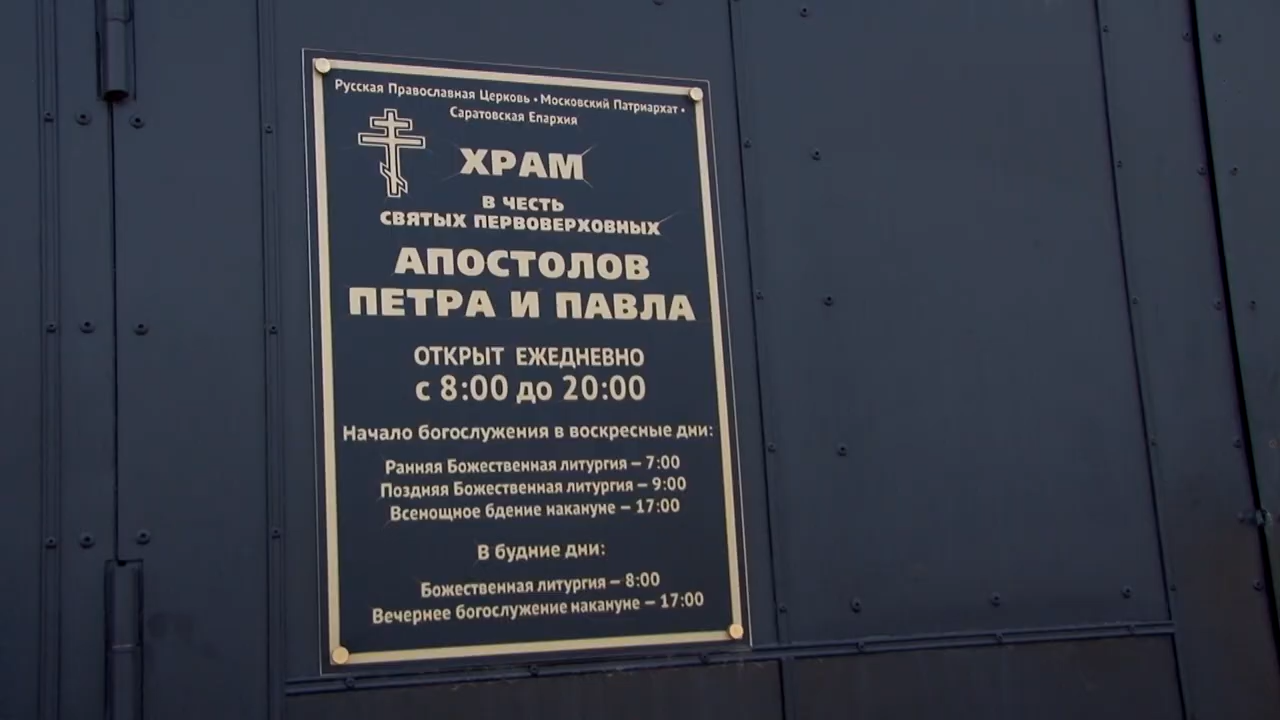 Русская Православная Церковь • Московский Патриархат •
Саратовская Епархия
ХРАМ
В ЧЕСТЬ
СВЯТЫХ ПЕРВОВЕРХОВНЫХ
АПОСТОЛОВ
ПЕТРА И ПАВЛА
ОТКРЫТ ЕЖЕДНЕВНО
с 8:00 до 20:00
Начало богослужения в воскресные дни:
Ранняя Божественная литургия – 7:00
Поздняя Божественная литургия – 9:00
Всенощное бдение накануне – 17:00
В будние дни:
Божественная литургия – 8:00
Вечернее богослужение накануне – 17:00